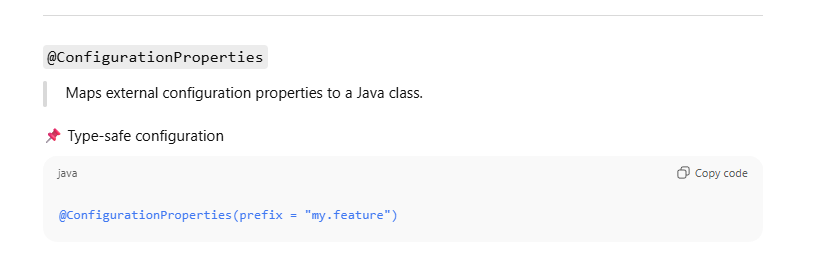 @ConfigurationProperties
Maps external configuration properties to a Java class.
📌 Type-safe configuration
java
Copy code
@ConfigurationProperties(prefix = "my.feature")